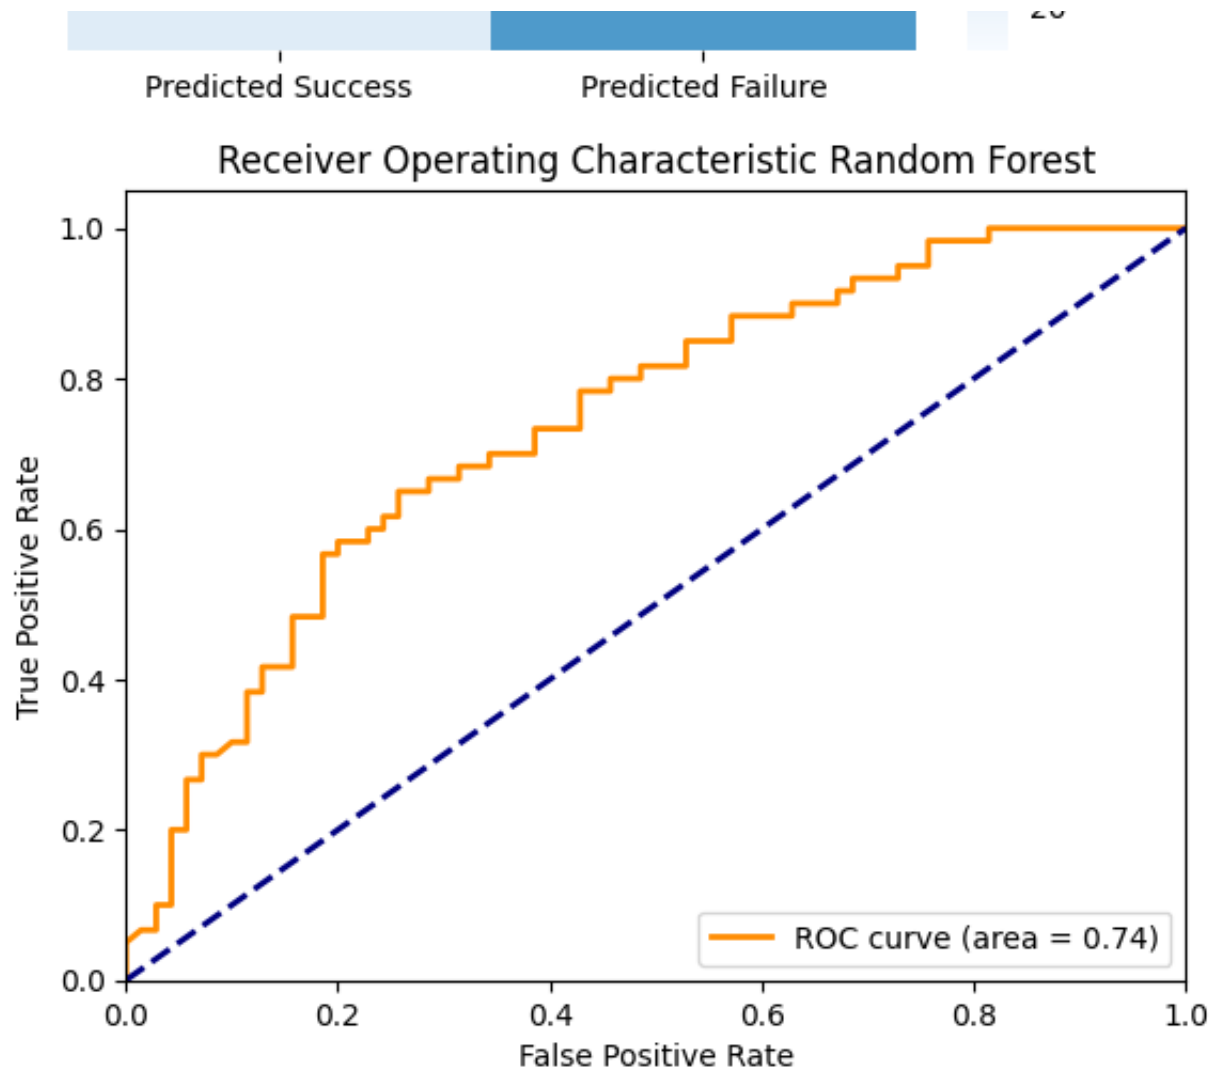 Predicted Success Predicted Failure
Receiver Operating Characteristic Random Forest
1.0
0.8
0.6
0.4
0.2
0.0
True Positive Rate
ROC curve (area = 0.74)
0.0 0.2 0.4 0.6 0.8 1.0
False Positive Rate